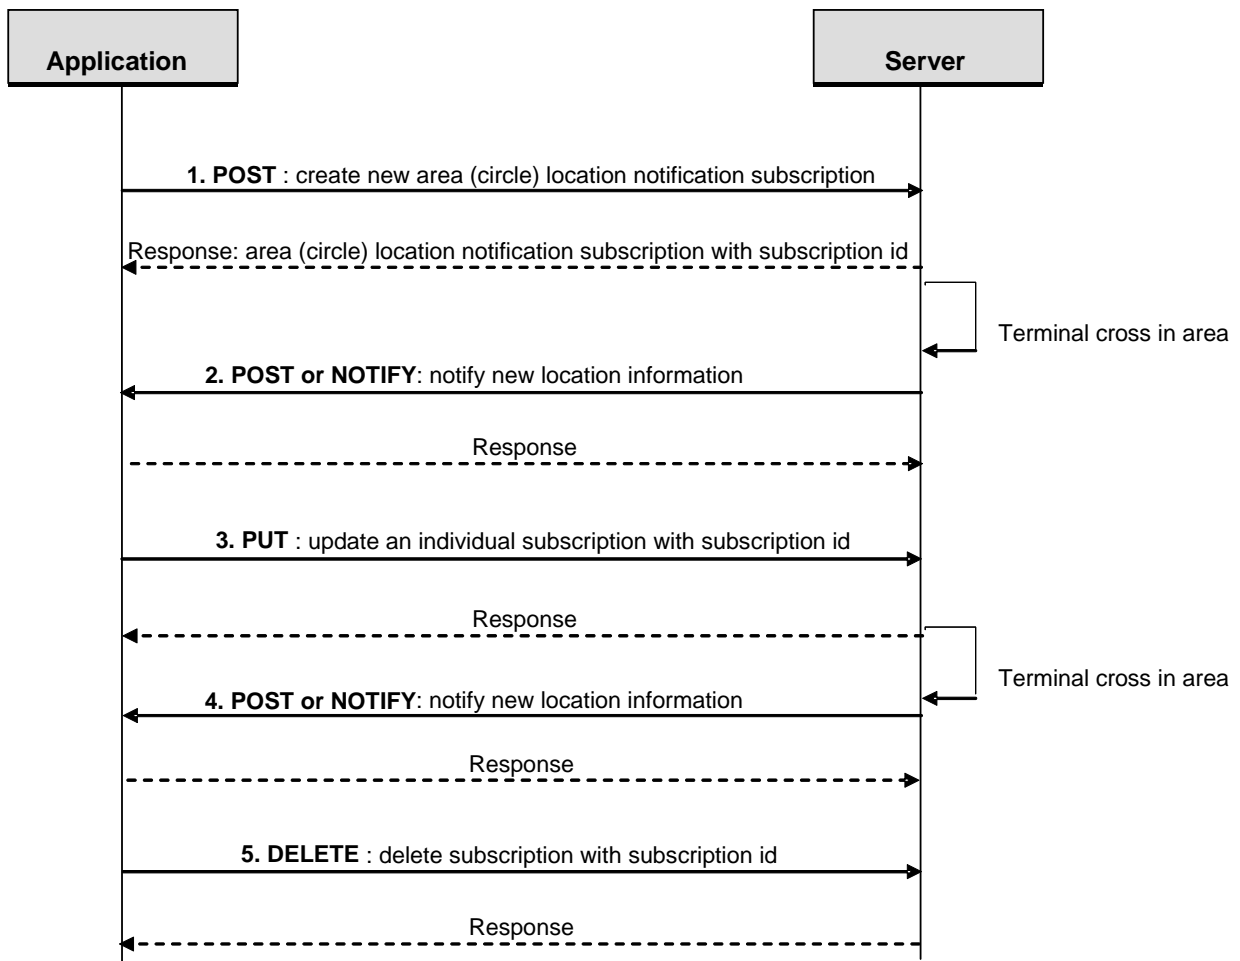 Application
Server
1. POST : create new area (circle) location notification subscription
Response: area (circle) location notification subscription with subscription id
Terminal cross in area
2. POST or NOTIFY: notify new location information
Response
3. PUT : update an individual subscription with subscription id
Response
Terminal cross in area
4. POST or NOTIFY: notify new location information
Response
5. DELETE : delete subscription with subscription id
Response